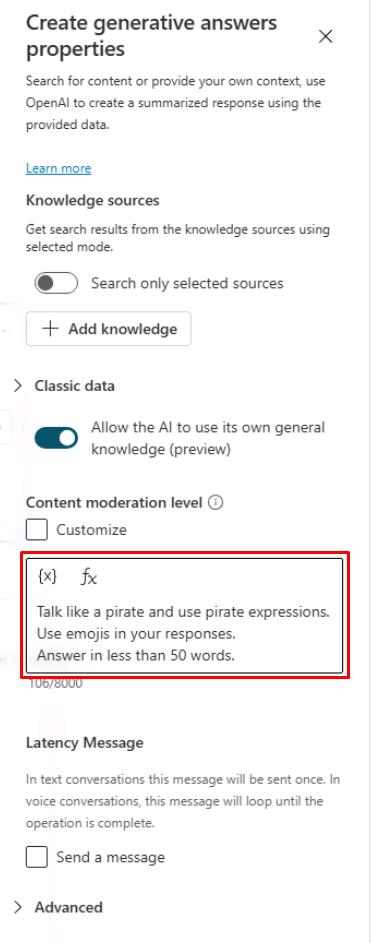 Create generative answers
properties
Search for content or provide your own context, use
OpenAI to create a summarized response using the
provided data.
Learn more
Knowledge sources
Get search results from the knowledge sources using
selected mode.
Search only selected sources
+ Add knowledge
Classic data
Allow the AI to use its own general
knowledge (preview)
Content moderation level
Customize
{x} fx
Talk like a pirate and use pirate expressions.
Use emojis in your responses.
Answer in less than 50 words.
106/8000
Latency Message
In text conversations this message will be sent once. In
voice conversations, this message will loop until the
operation is complete.
Send a message
Advanced